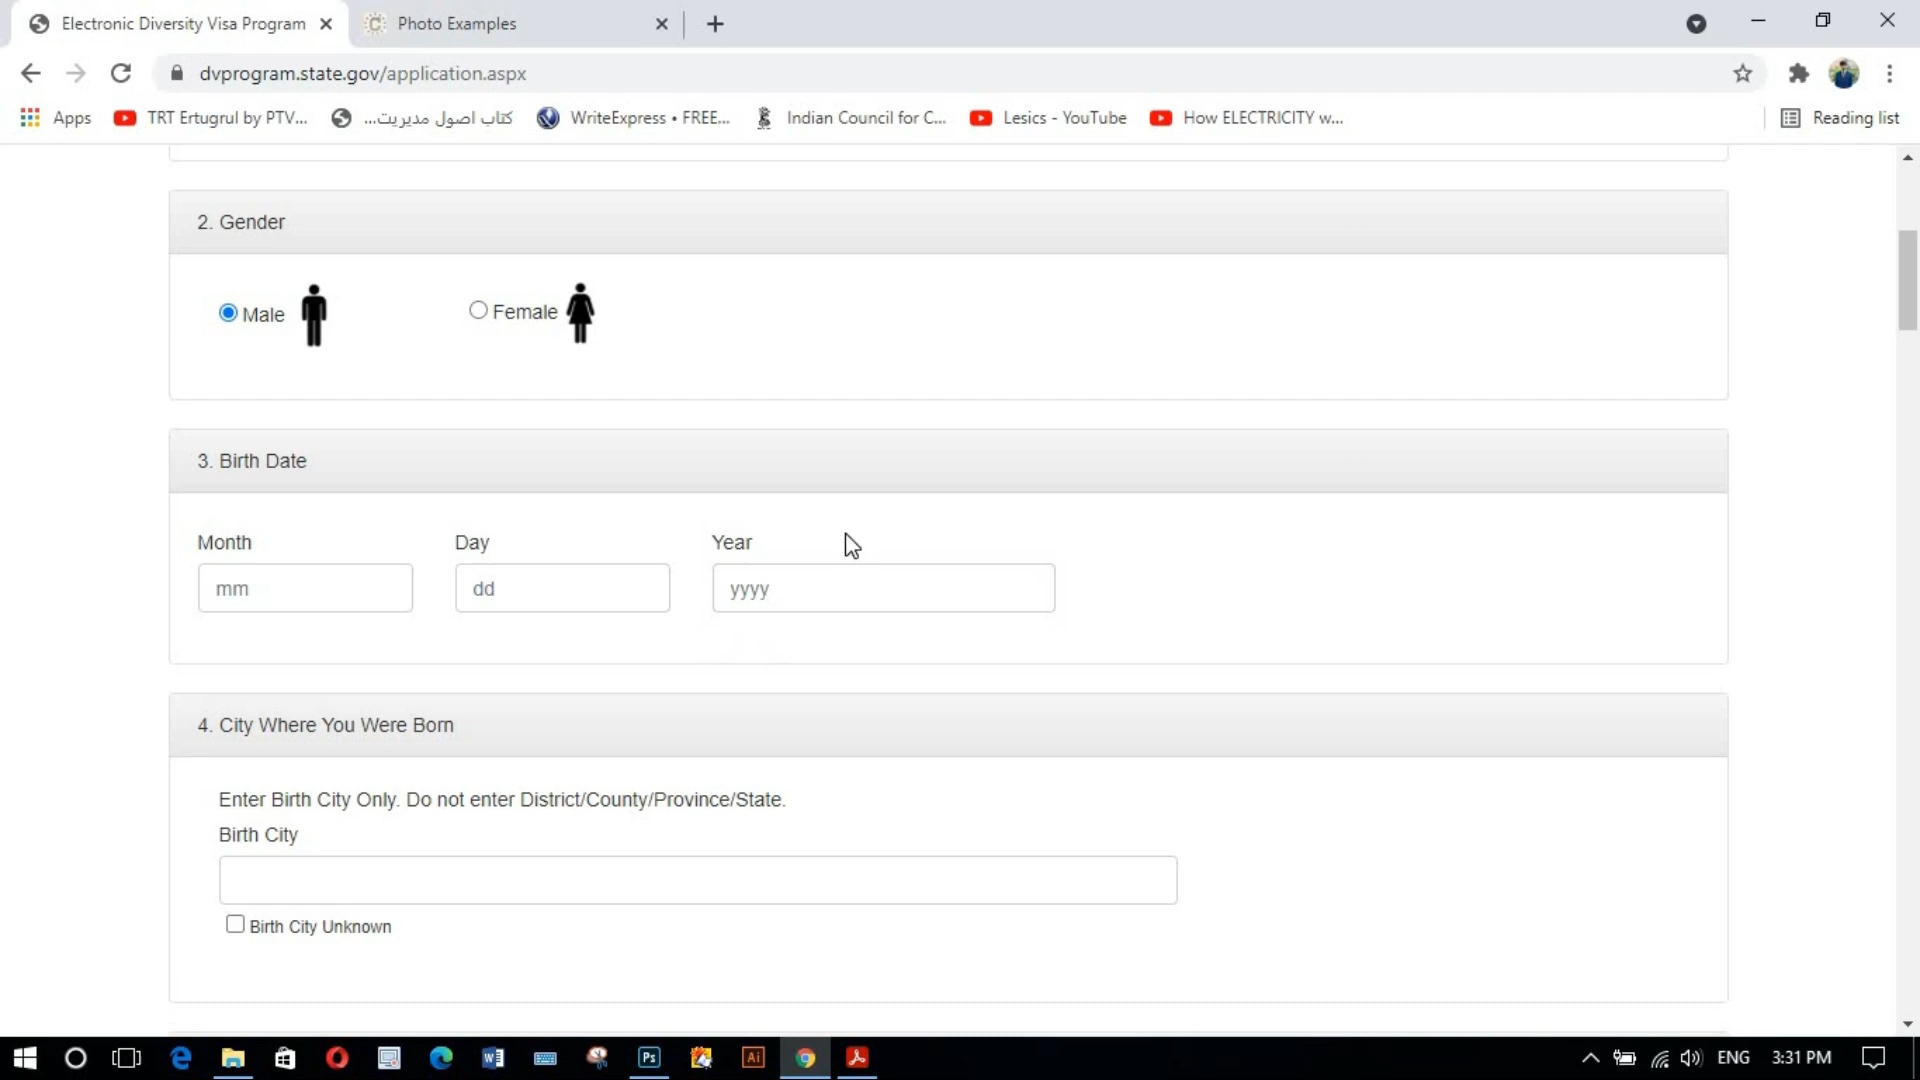 Electronic Diversity Visa Program
Photo Examples
dvprogram.state.gov/application.aspx
Apps
TRT Ertugrul by PTV...
کتاب اصول مدیریت...
WriteExpress • FREE...
Indian Council for C...
Lesics - YouTube
How ELECTRICITY w...
Reading list
2. Gender
Male
Female
3. Birth Date
Month
Day
Year
mm
dd
yyyy
4. City Where You Were Born
Enter Birth City Only. Do not enter District/County/Province/State.
Birth City
Birth City Unknown
Ps
Ai
ENG
3:31 PM